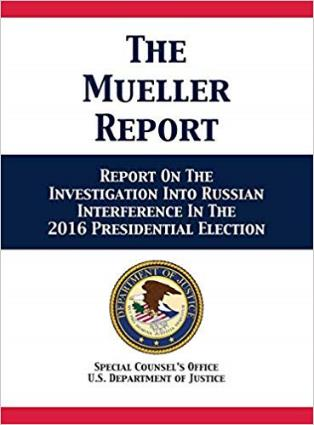 THE
MUELLER
REPORT
REPORT ON THE
INVESTIGATION INTO RUSSIAN
INTERFERENCE IN THE
2016 PRESIDENTIAL ELECTION
DEPARTMENT OF JUSTICE
SPECIAL COUNSEL'S OFFICE
U.S. DEPARTMENT OF JUSTICE